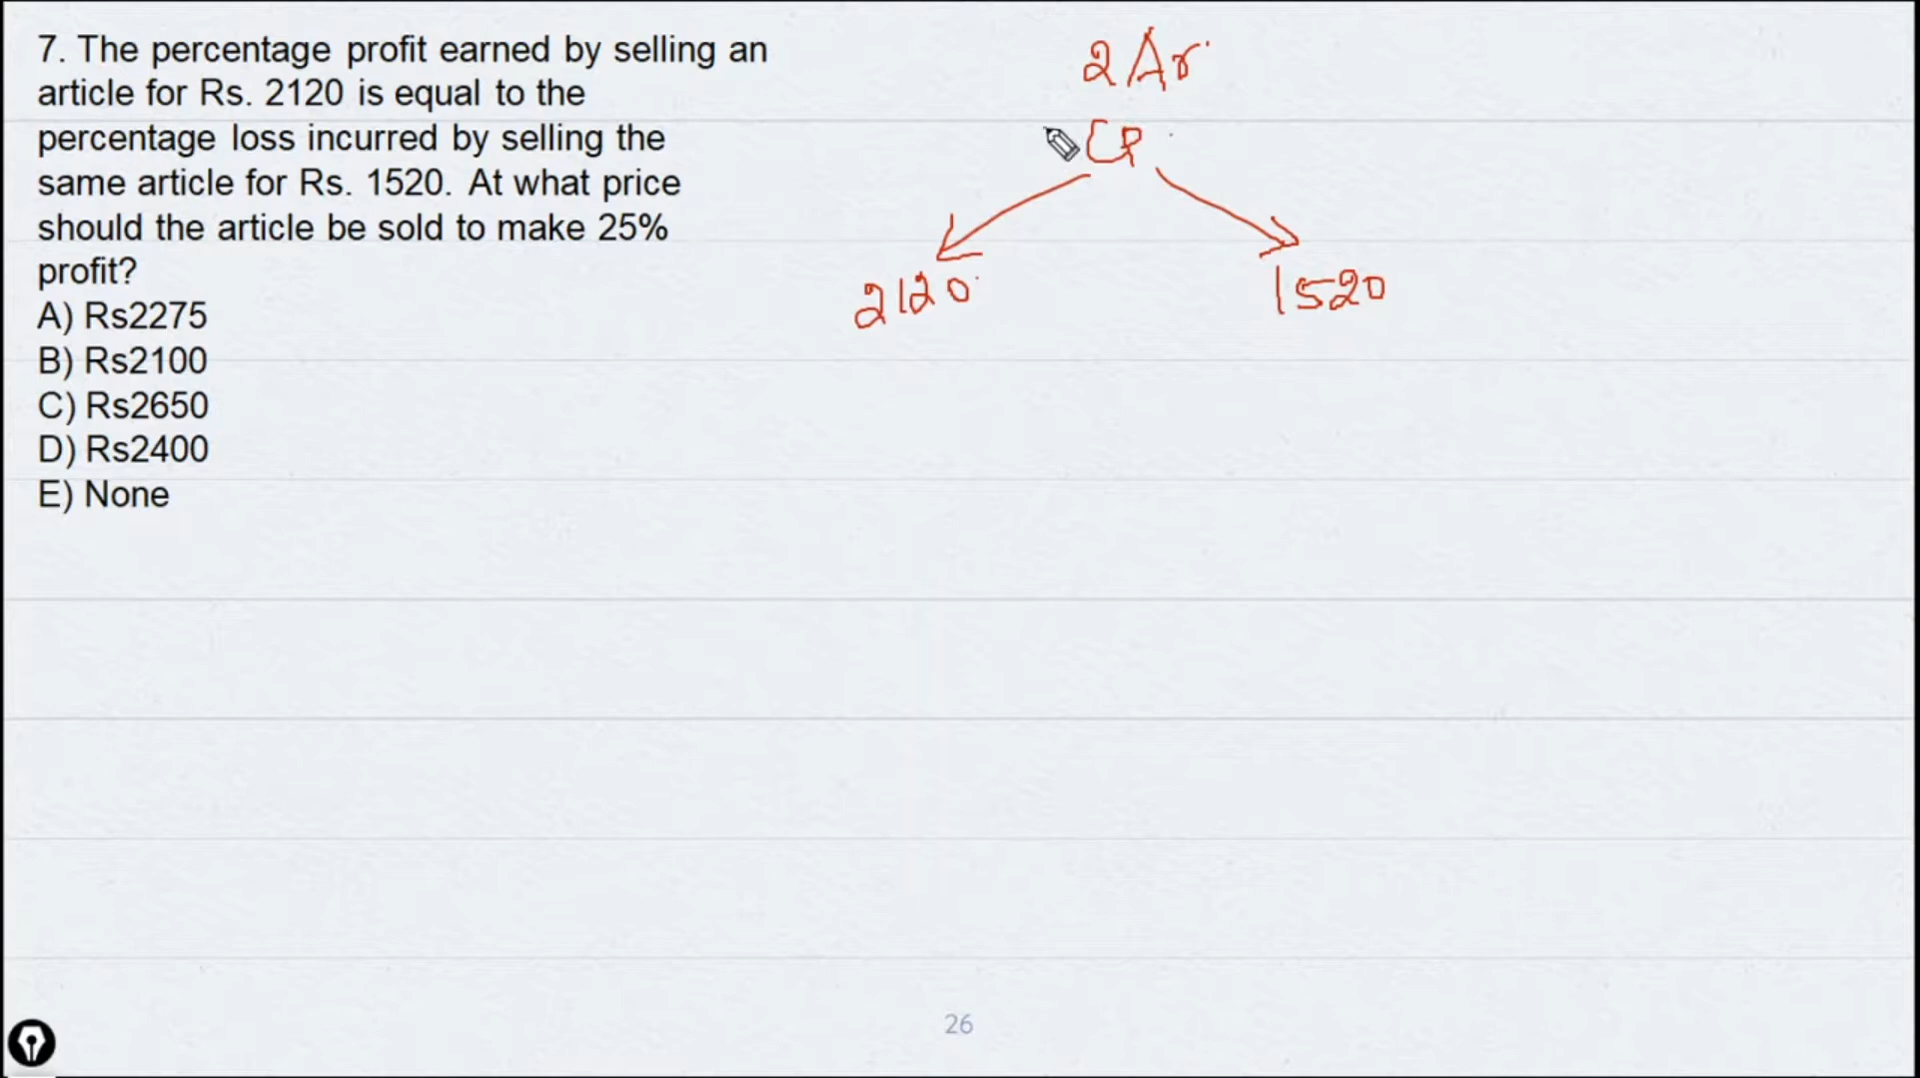 7. The percentage profit earned by selling an
article for Rs. 2120 is equal to the
percentage loss incurred by selling the
same article for Rs. 1520. At what price
should the article be sold to make 25%
profit?
A) Rs2275
B) Rs2100
C) Rs2650
D) Rs2400
E) None
2 Ar
CP
2120
1520
26